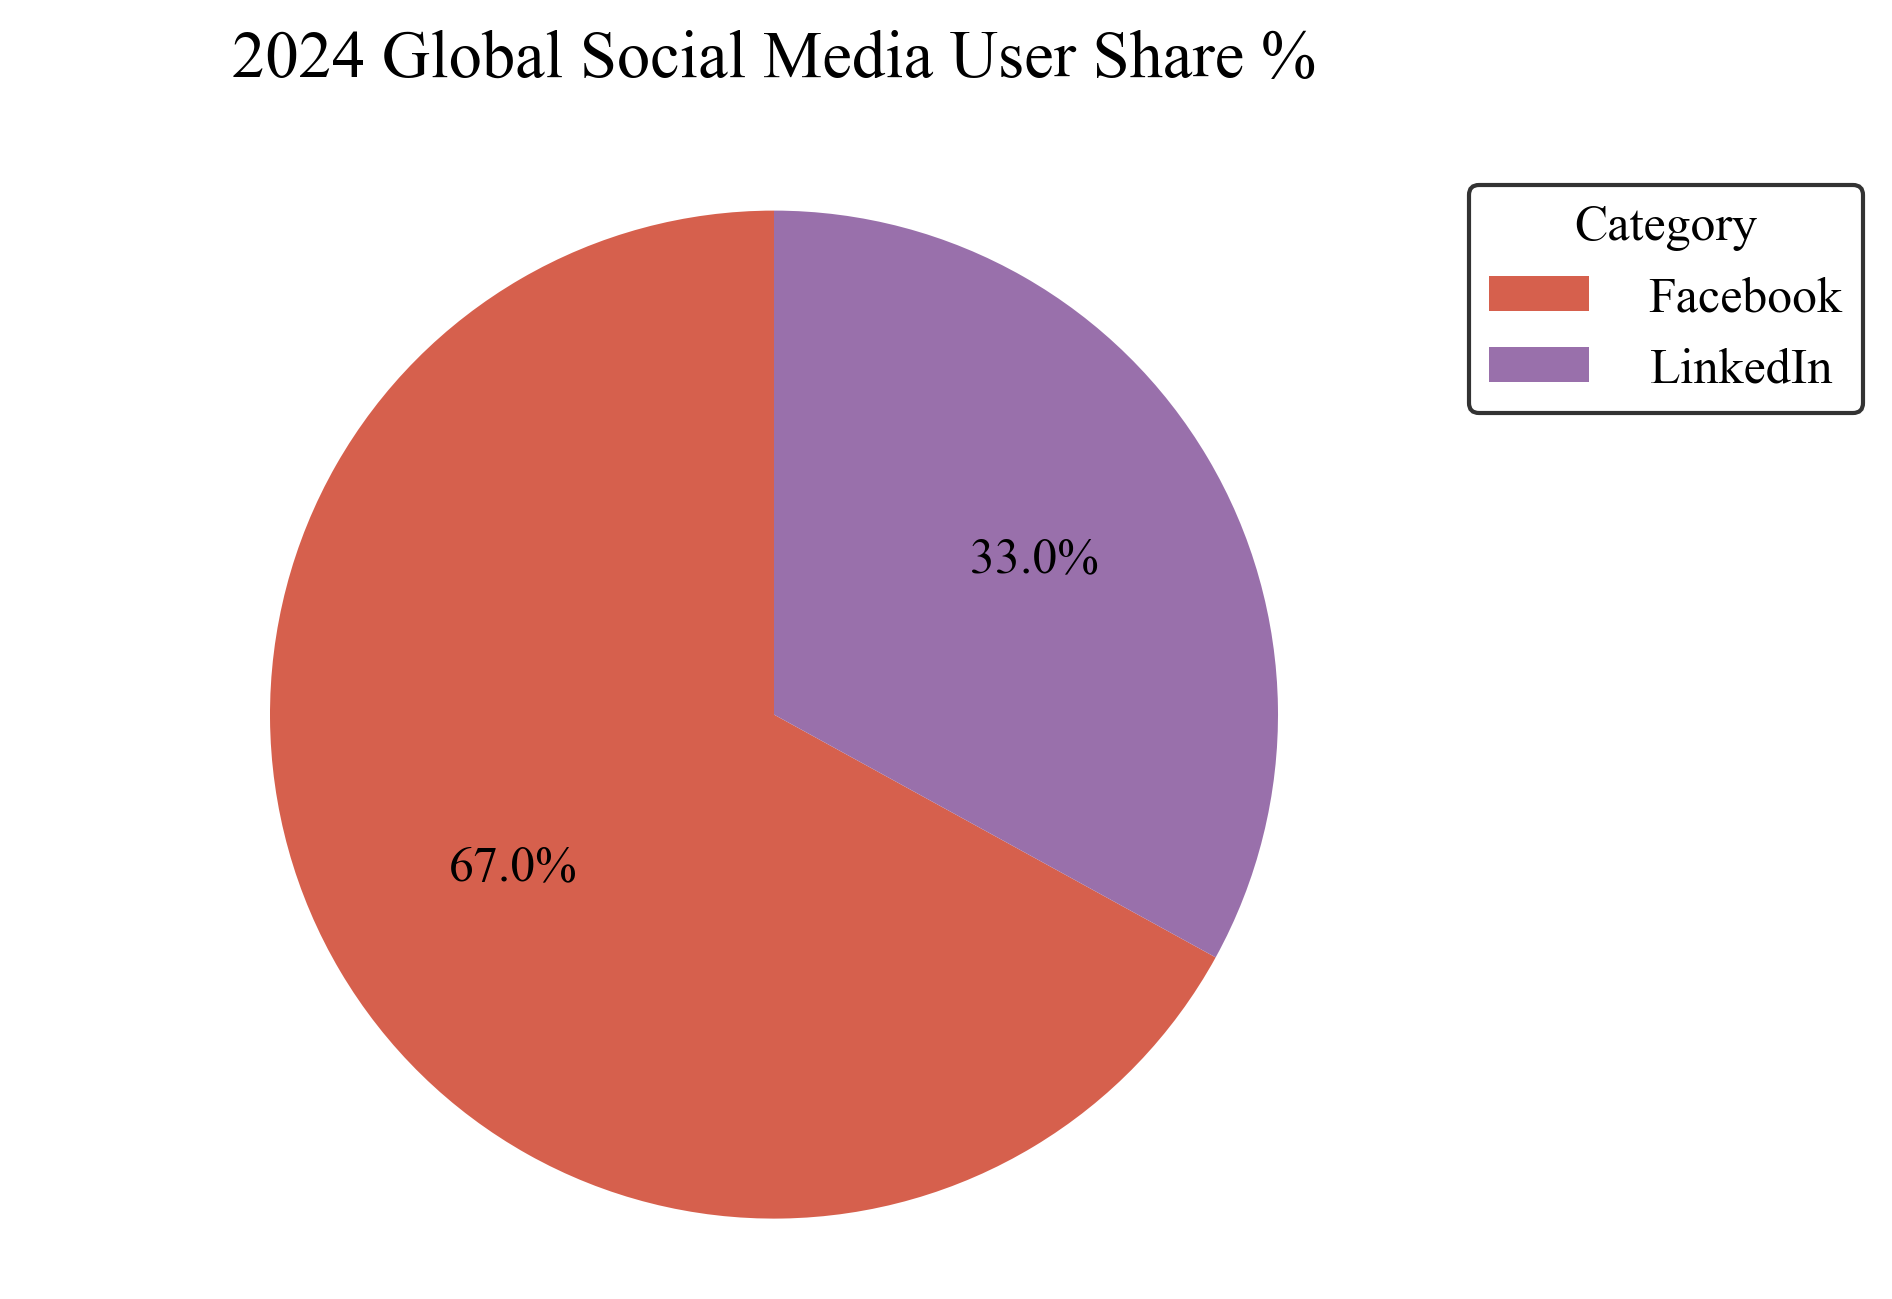 2024 Global Social Media User Share %
Category
Facebook
LinkedIn
33.0%
67.0%